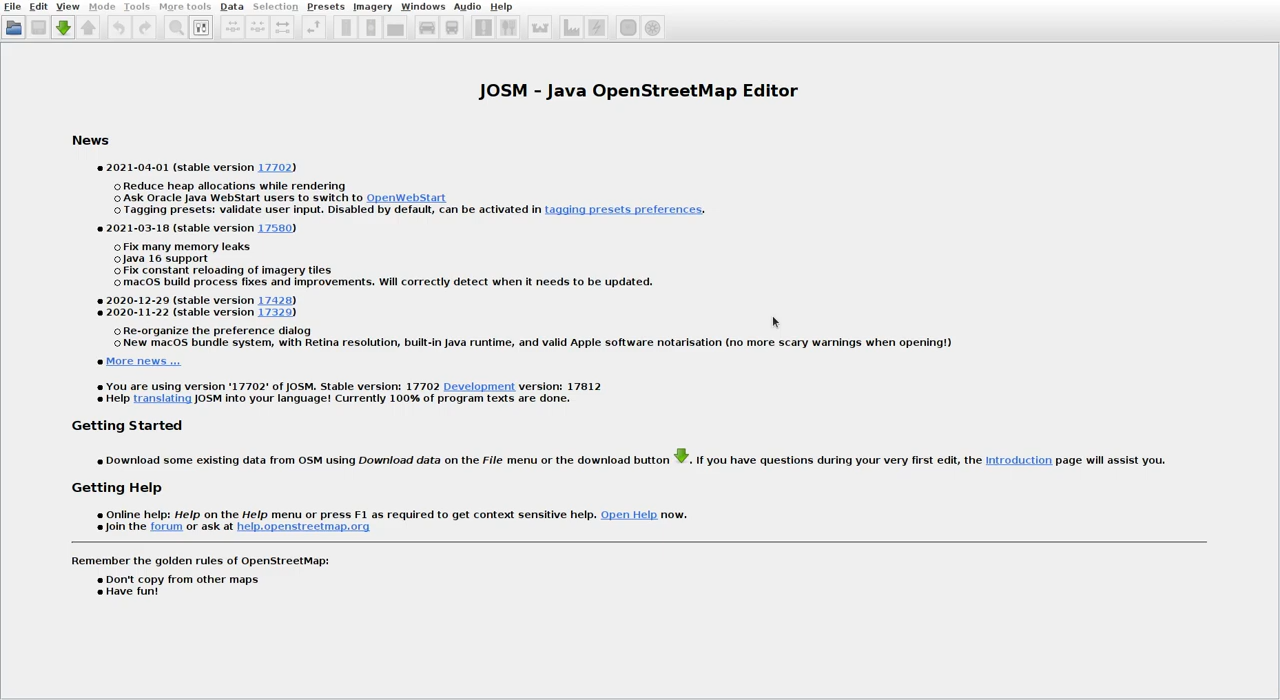 File Edit View Mode Tools More tools Data Selection Presets Imagery Windows Audio Help
JOSM – Java OpenStreetMap Editor
News
2021-04-01 (stable version 17702)
Reduce heap allocations while rendering
Ask Oracle Java WebStart users to switch to OpenWebStart
Tagging presets: validate user input. Disabled by default, can be activated in tagging presets preferences.
2021-03-18 (stable version 17580)
Fix many memory leaks
Java 16 support
Fix constant reloading of imagery tiles
macOS build process fixes and improvements. Will correctly detect when it needs to be updated.
2020-12-29 (stable version 17428)
2020-11-22 (stable version 17329)
Re-organize the preference dialog
New macOS bundle system, with Retina resolution, built-in Java runtime, and valid Apple software notarisation (no more scary warnings when opening!)
More news ...
You are using version '17702' of JOSM. Stable version: 17702 Development version: 17812
Help translating JOSM into your language! Currently 100% of program texts are done.
Getting Started
Download some existing data from OSM using Download data on the File menu or the download button . If you have questions during your very first edit, the Introduction page will assist you.
Getting Help
Online help: Help on the Help menu or press F1 as required to get context sensitive help. Open Help now.
Join the forum or ask at help.openstreetmap.org
Remember the golden rules of OpenStreetMap:
Don't copy from other maps
Have fun!